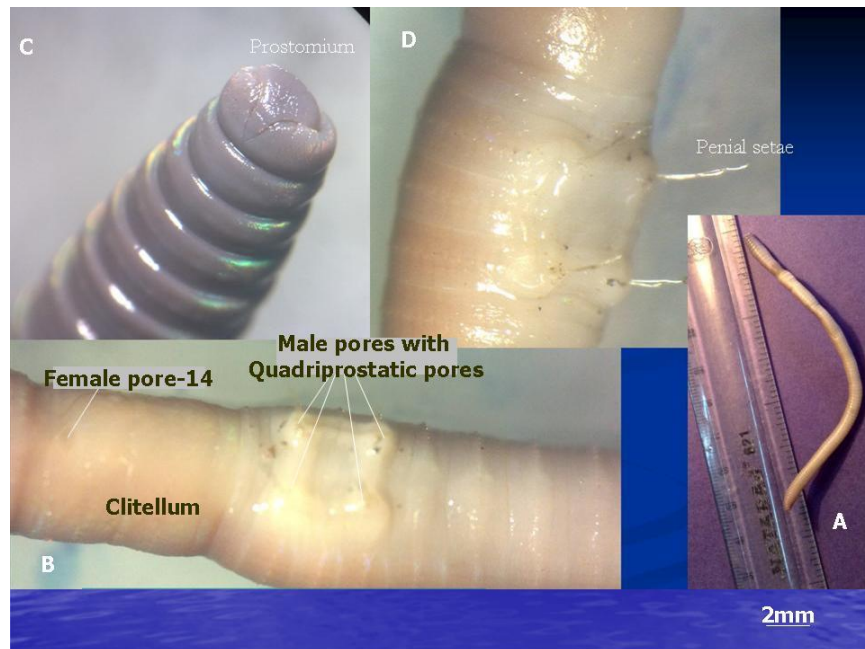 C
Prostomium
D
Penial setae
Male pores with
Quadriprostatic pores
Female pore-14
Clitellum
B
A
2mm